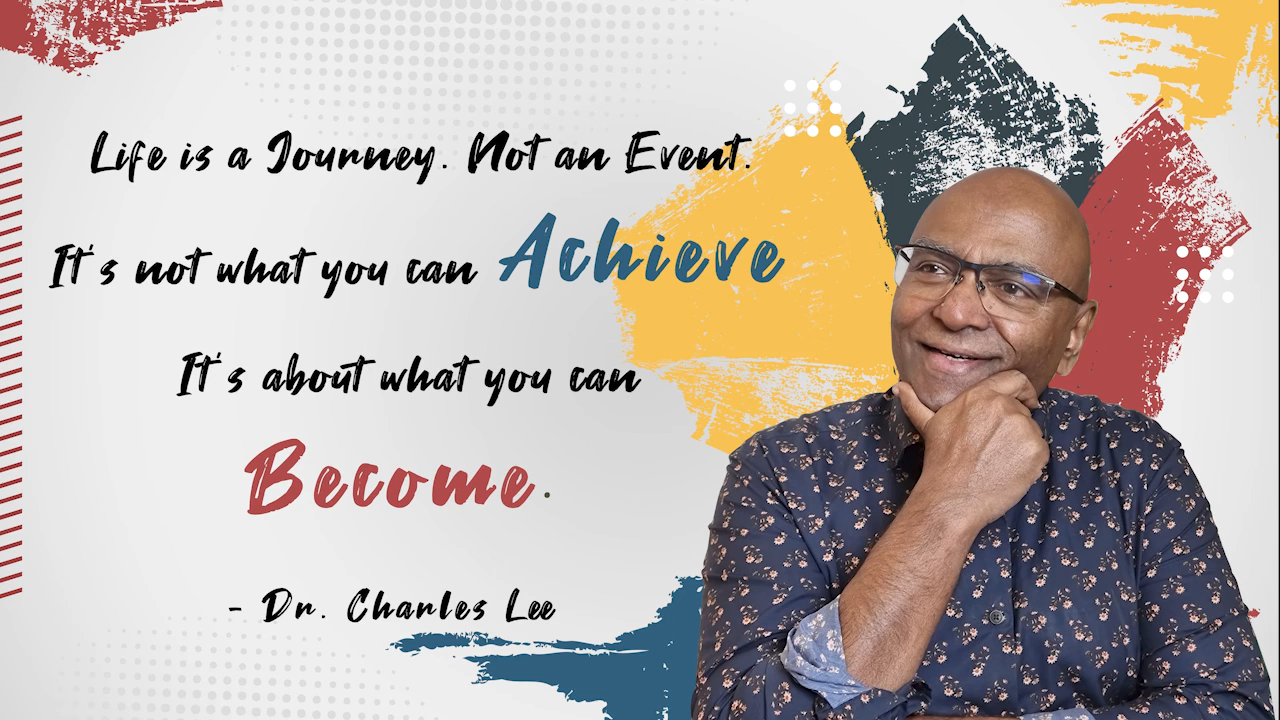 Life is a Journey. Not an Event.
It's not what you can Achieve
It's about what you can
Become.
- Dr. Charles Lee